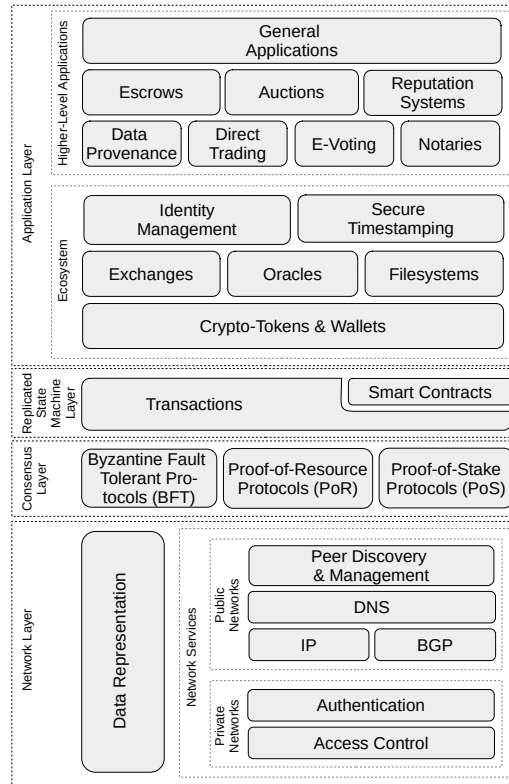 Application Layer
Higher-Level Applications
General
Applications
Escrows
Auctions
Reputation
Systems
Data
Provenance
Direct
Trading
E-Voting
Notaries
Ecosystem
Identity
Management
Secure
Timestamping
Exchanges
Oracles
Filesystems
Crypto-Tokens & Wallets
Replicated
State
Machine
Layer
Transactions
Smart Contracts
Consensus
Layer
Byzantine Fault
Tolerant Pro-
tocols (BFT)
Proof-of-Resource
Protocols (PoR)
Proof-of-Stake
Protocols (PoS)
Network Layer
Data Representation
Network Services
Public
Networks
Peer Discovery
& Management
DNS
IP
BGP
Private
Networks
Authentication
Access Control